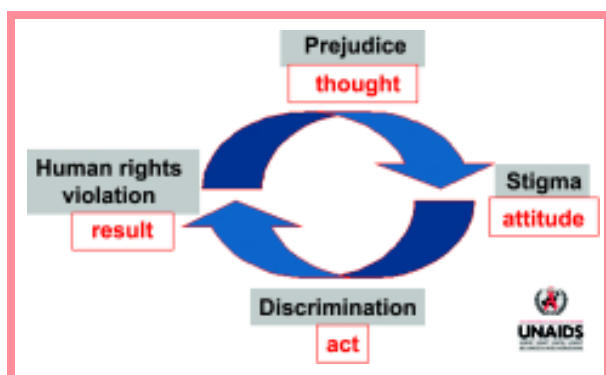 Prejudice
thought
Human rights
violation
result
Stigma
attitude
Discrimination
act
UNAIDS